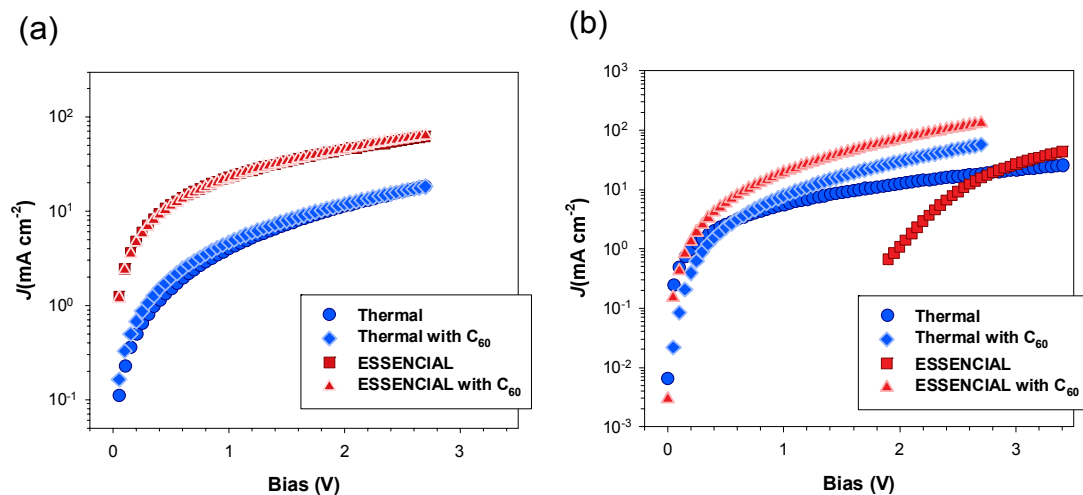 (a)
J(mA cm-2)
10²
10¹
10⁰
10⁻¹
0 1 2 3
Bias (V)
Thermal
Thermal with C₆₀
ESSENCIAL
ESSENCIAL with C₆₀
(b)
J(mA cm-2)
10³
10²
10¹
10⁰
10⁻¹
10⁻²
10⁻³
0 1 2 3
Bias (V)
Thermal
Thermal with C₆₀
ESSENCIAL
ESSENCIAL with C₆₀